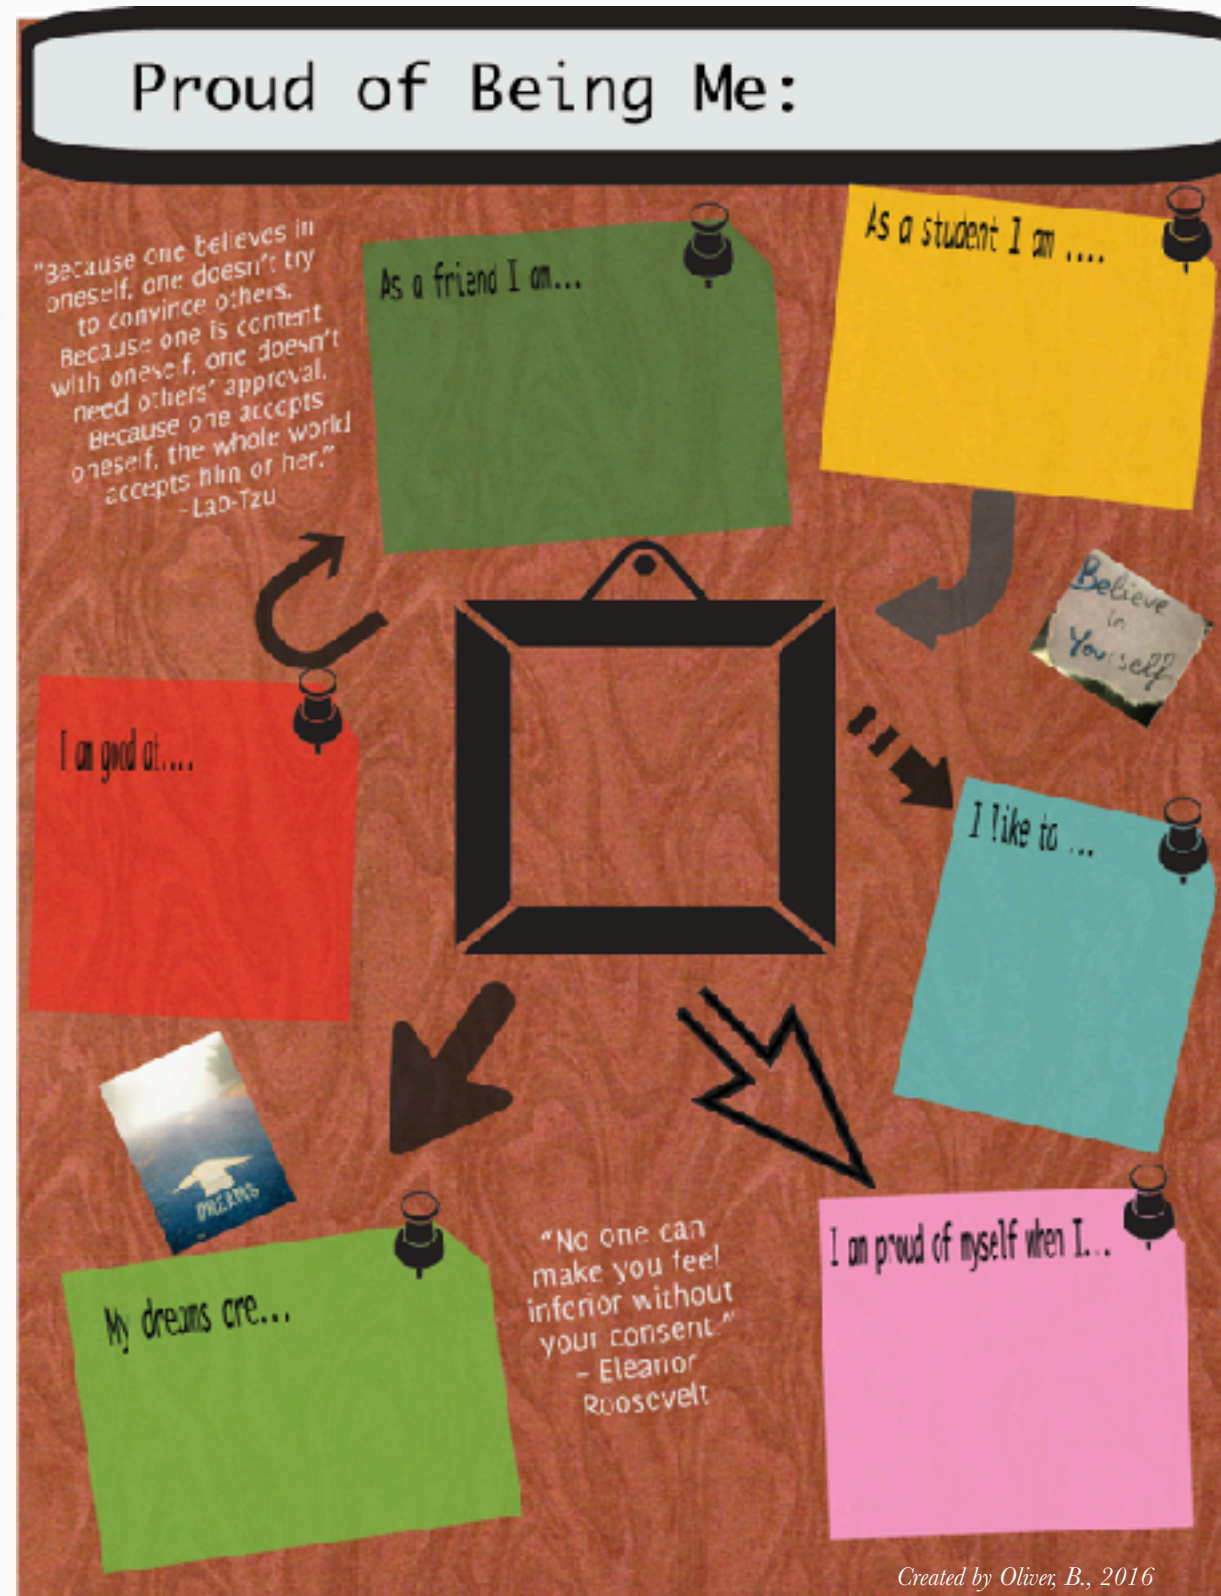 Proud of Being Me:
"Because one believes in
oneself, one doesn't try
to convince others.
Because one is content
with oneself, one doesn't
need others' approval.
Because one accepts
oneself, the whole world
accepts him or her."
-Lao-Tzu
As a friend I am...
As a student I am ....
Believe
in
Yourself
I am good at....
I like to ...
DREAMS
My dreams are...
"No one can
make you feel
inferior without
your consent."
- Eleanor
Roosevelt
I am proud of myself when I...
Created by Oliver, B., 2016